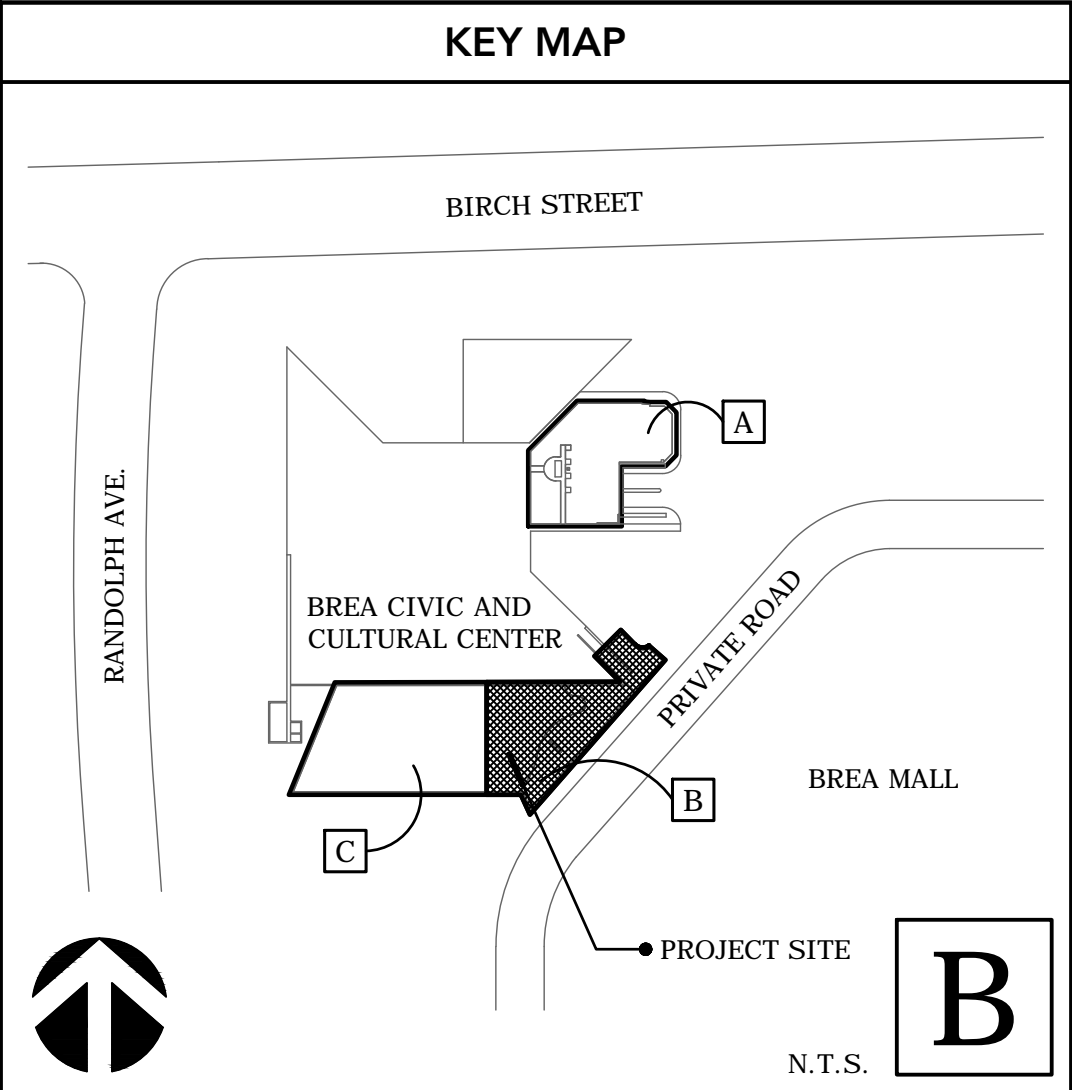 KEY MAP
BIRCH STREET
A
RANDOLPH AVE.
BREA CIVIC AND
CULTURAL CENTER
PRIVATE ROAD
BREA MALL
B
C
PROJECT SITE
B
N.T.S.